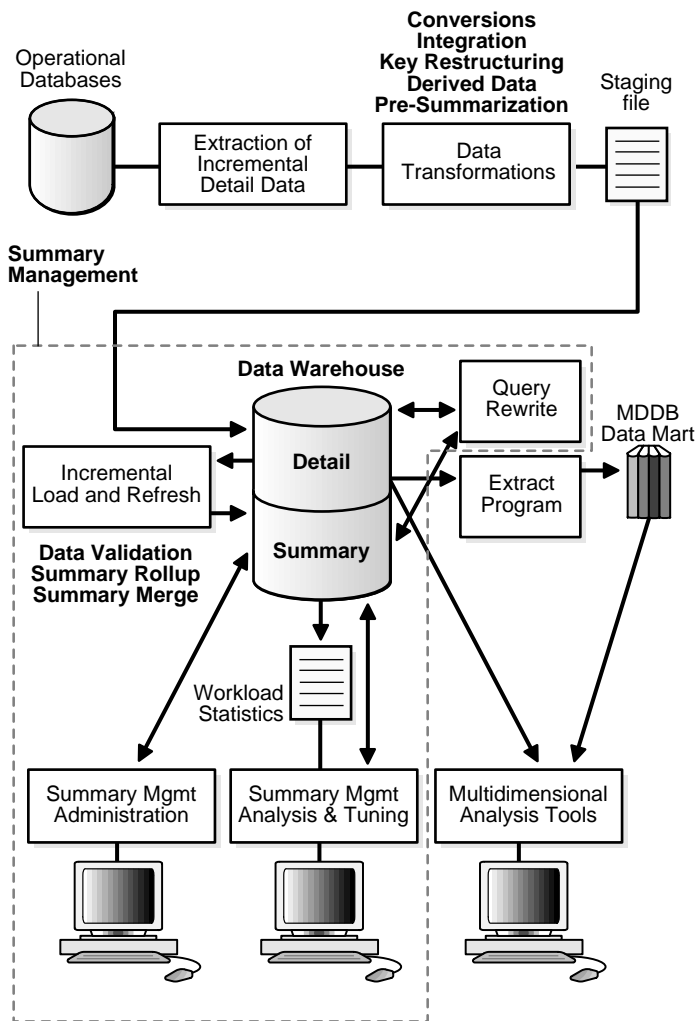 Conversions
Integration
Key Restructuring
Derived Data
Pre-Summarization
Operational
Databases
Staging
file
Extraction of
Incremental
Detail Data
Data
Transformations
Summary
Management
Data Warehouse
Query
Rewrite
MDDB
Data Mart
Detail
Incremental
Load and Refresh
Extract
Program
Summary
Data Validation
Summary Rollup
Summary Merge
Workload
Statistics
Summary Mgmt
Administration
Summary Mgmt
Analysis & Tuning
Multidimensional
Analysis Tools